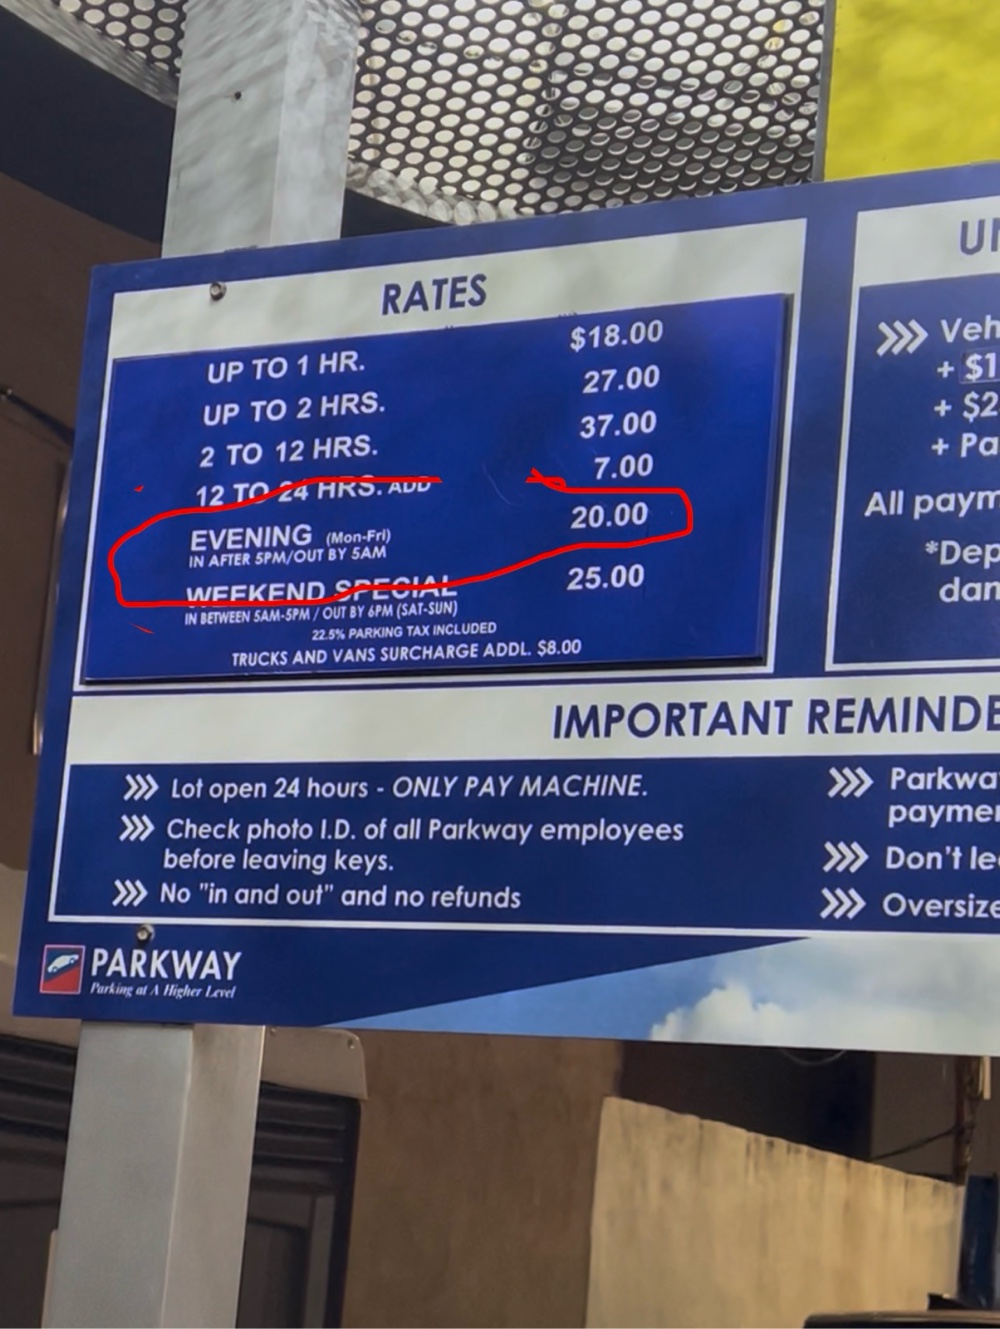 RATES
UP TO 1 HR. $18.00
UP TO 2 HRS. 27.00
2 TO 12 HRS. 37.00
12 TO 24 HRS. ADD 7.00
EVENING (Mon-Fri) 20.00
IN AFTER 5PM/OUT BY 5AM
WEEKEND SPECIAL 25.00
IN BETWEEN 5AM-5PM / OUT BY 6PM (SAT-SUN)
22.5% PARKING TAX INCLUDED
TRUCKS AND VANS SURCHARGE ADDL. $8.00
Veh
+ $1
+ $2
+ Pa
All paym
*Dep
dam
IMPORTANT REMINDE
>>> Lot open 24 hours - ONLY PAY MACHINE.
>>> Check photo I.D. of all Parkway employees
before leaving keys.
>>> No "in and out" and no refunds
>>> Parkwa
paymen
>>> Don't le
>>> Oversize
PARKWAY
Parking at A Higher Level